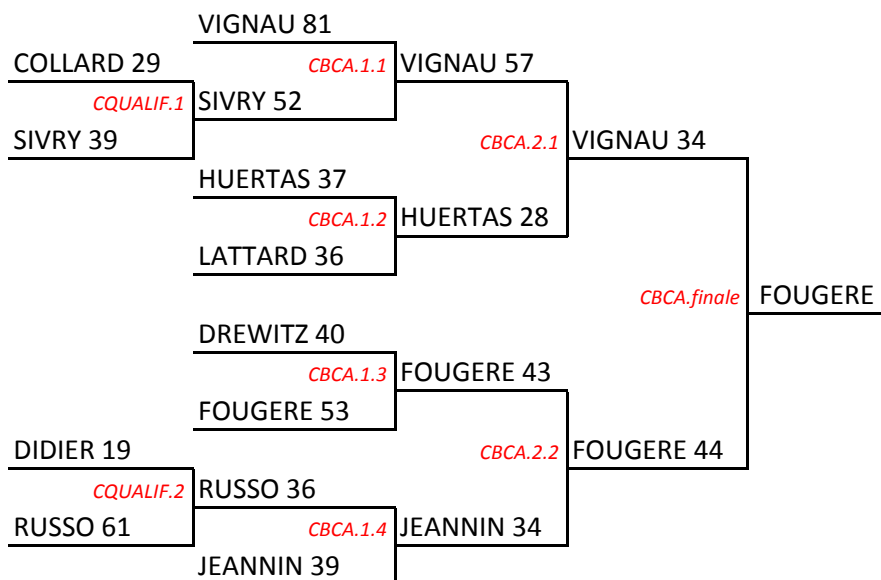 VIGNAU 81
COLLARD 29
CBCA.1.1
VIGNAU 57
CQUALIF.1
SIVRY 52
SIVRY 39
CBCA.2.1
VIGNAU 34
HUERTAS 37
CBCA.1.2
HUERTAS 28
LATTARD 36
CBCA.finale
FOUGERE
DREWITZ 40
CBCA.1.3
FOUGERE 43
FOUGERE 53
DIDIER 19
CBCA.2.2
FOUGERE 44
CQUALIF.2
RUSSO 36
RUSSO 61
CBCA.1.4
JEANNIN 34
JEANNIN 39